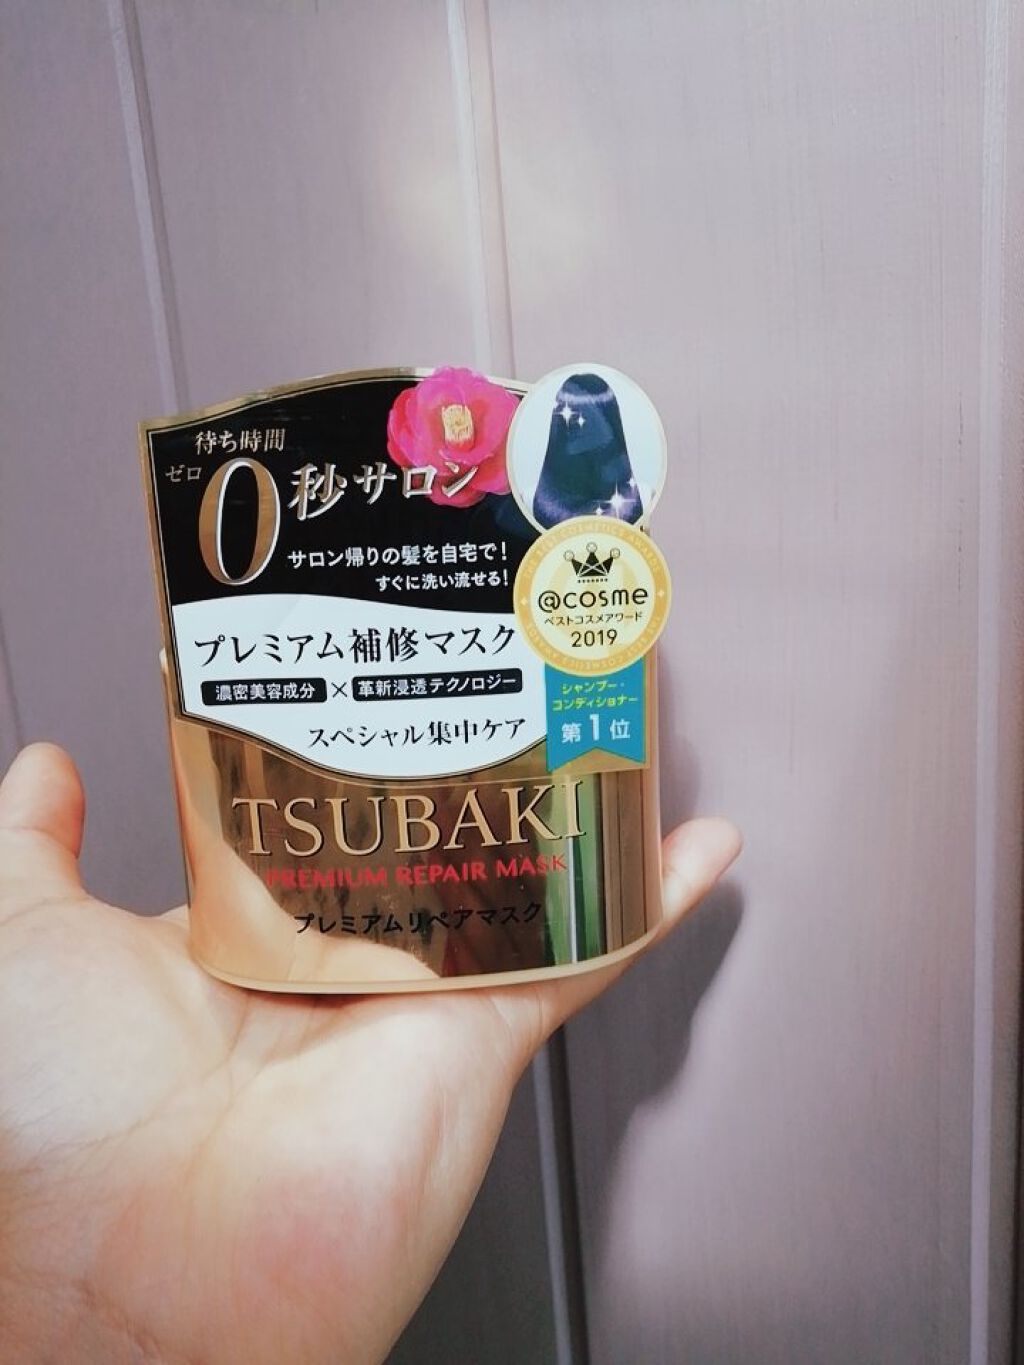 待ち時間
ゼロ
0秒サロン
サロン帰りの髪を自宅で!
すぐに洗い流せる!
プレミアム補修マスク
濃密美容成分×革新浸透テクノロジー
スペシャル集中ケア
@cosme
ベストコスメアワード
2019
シャンプー・
コンディショナー
第1位
TSUBAKI
PREMIUM REPAIR MASK
プレミアムリペアマスク